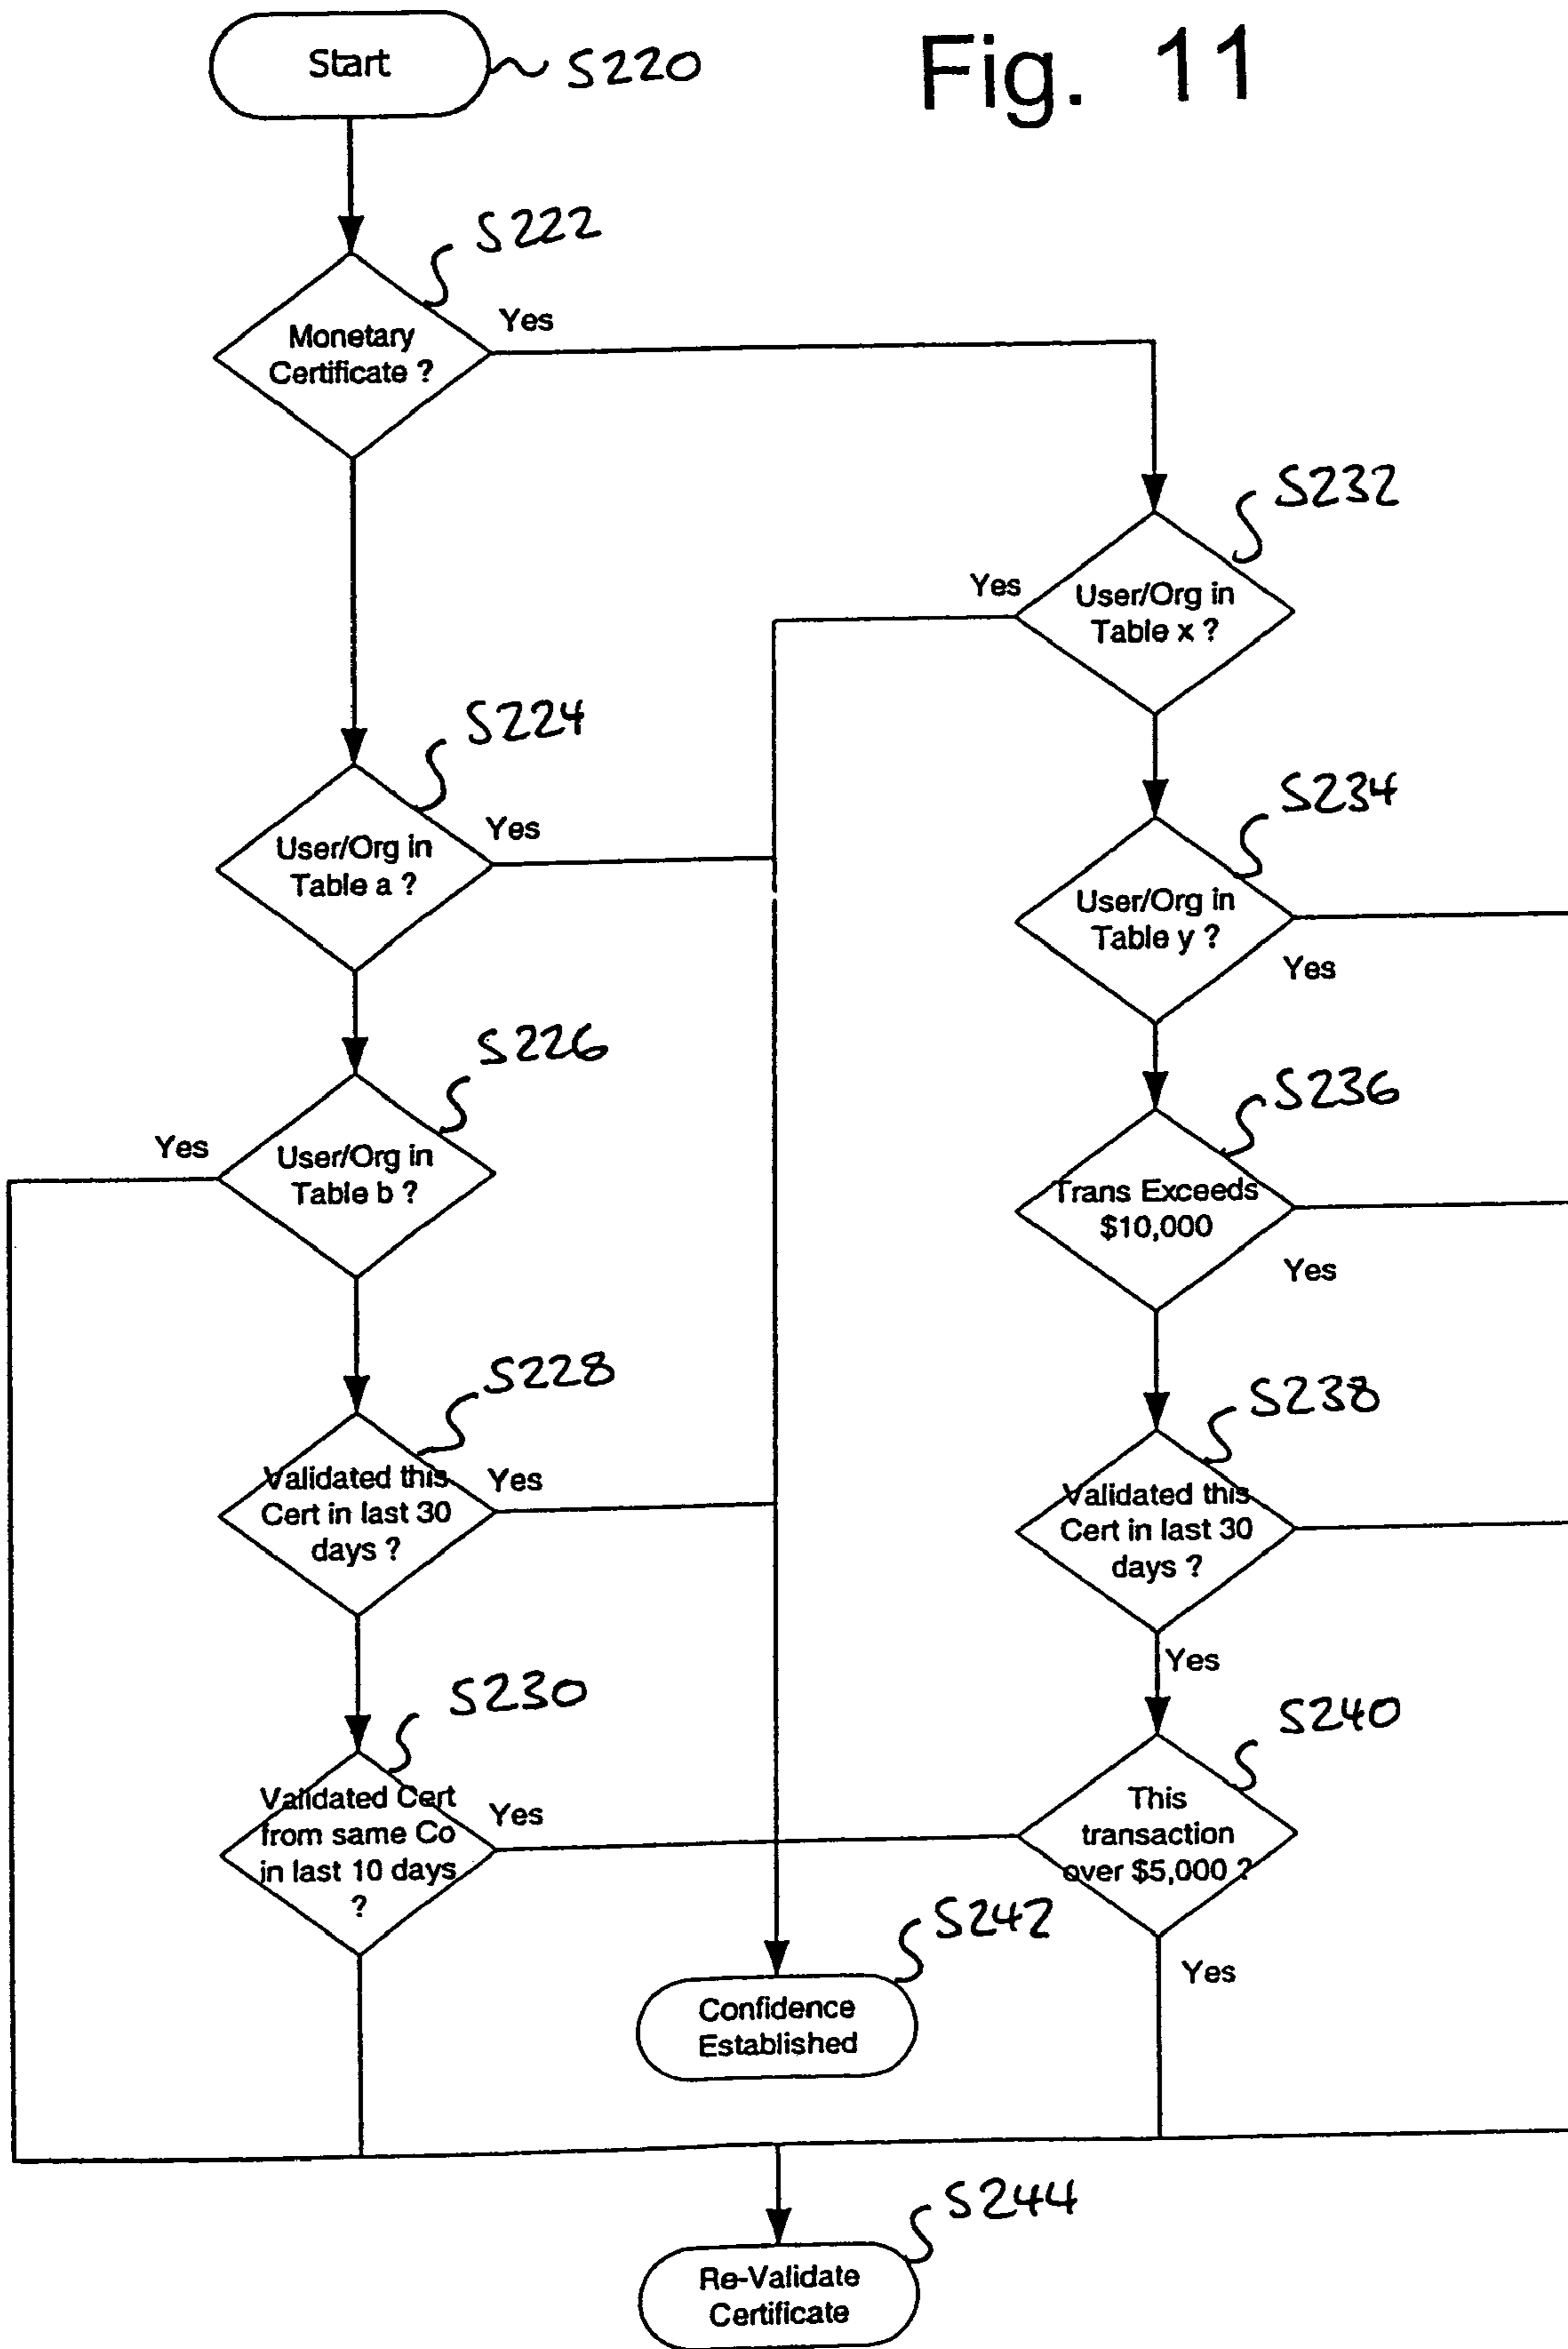 Start
S220
Fig. 11
S222
Monetary
Certificate ?
Yes
S232
Yes
User/Org in
Table x ?
S224
User/Org in
Table a ?
Yes
S234
User/Org in
Table y ?
Yes
S226
Yes
User/Org in
Table b ?
S236
Trans Exceeds
$10,000
Yes
S228
Validated this
Cert in last 30
days ?
Yes
S238
Validated this
Cert in last 30
days ?
Yes
S230
Validated Cert
from same Co
in last 10 days
?
Yes
S240
This
transaction
over $5,000 ?
Yes
S242
Confidence
Established
S244
Re-Validate
Certificate